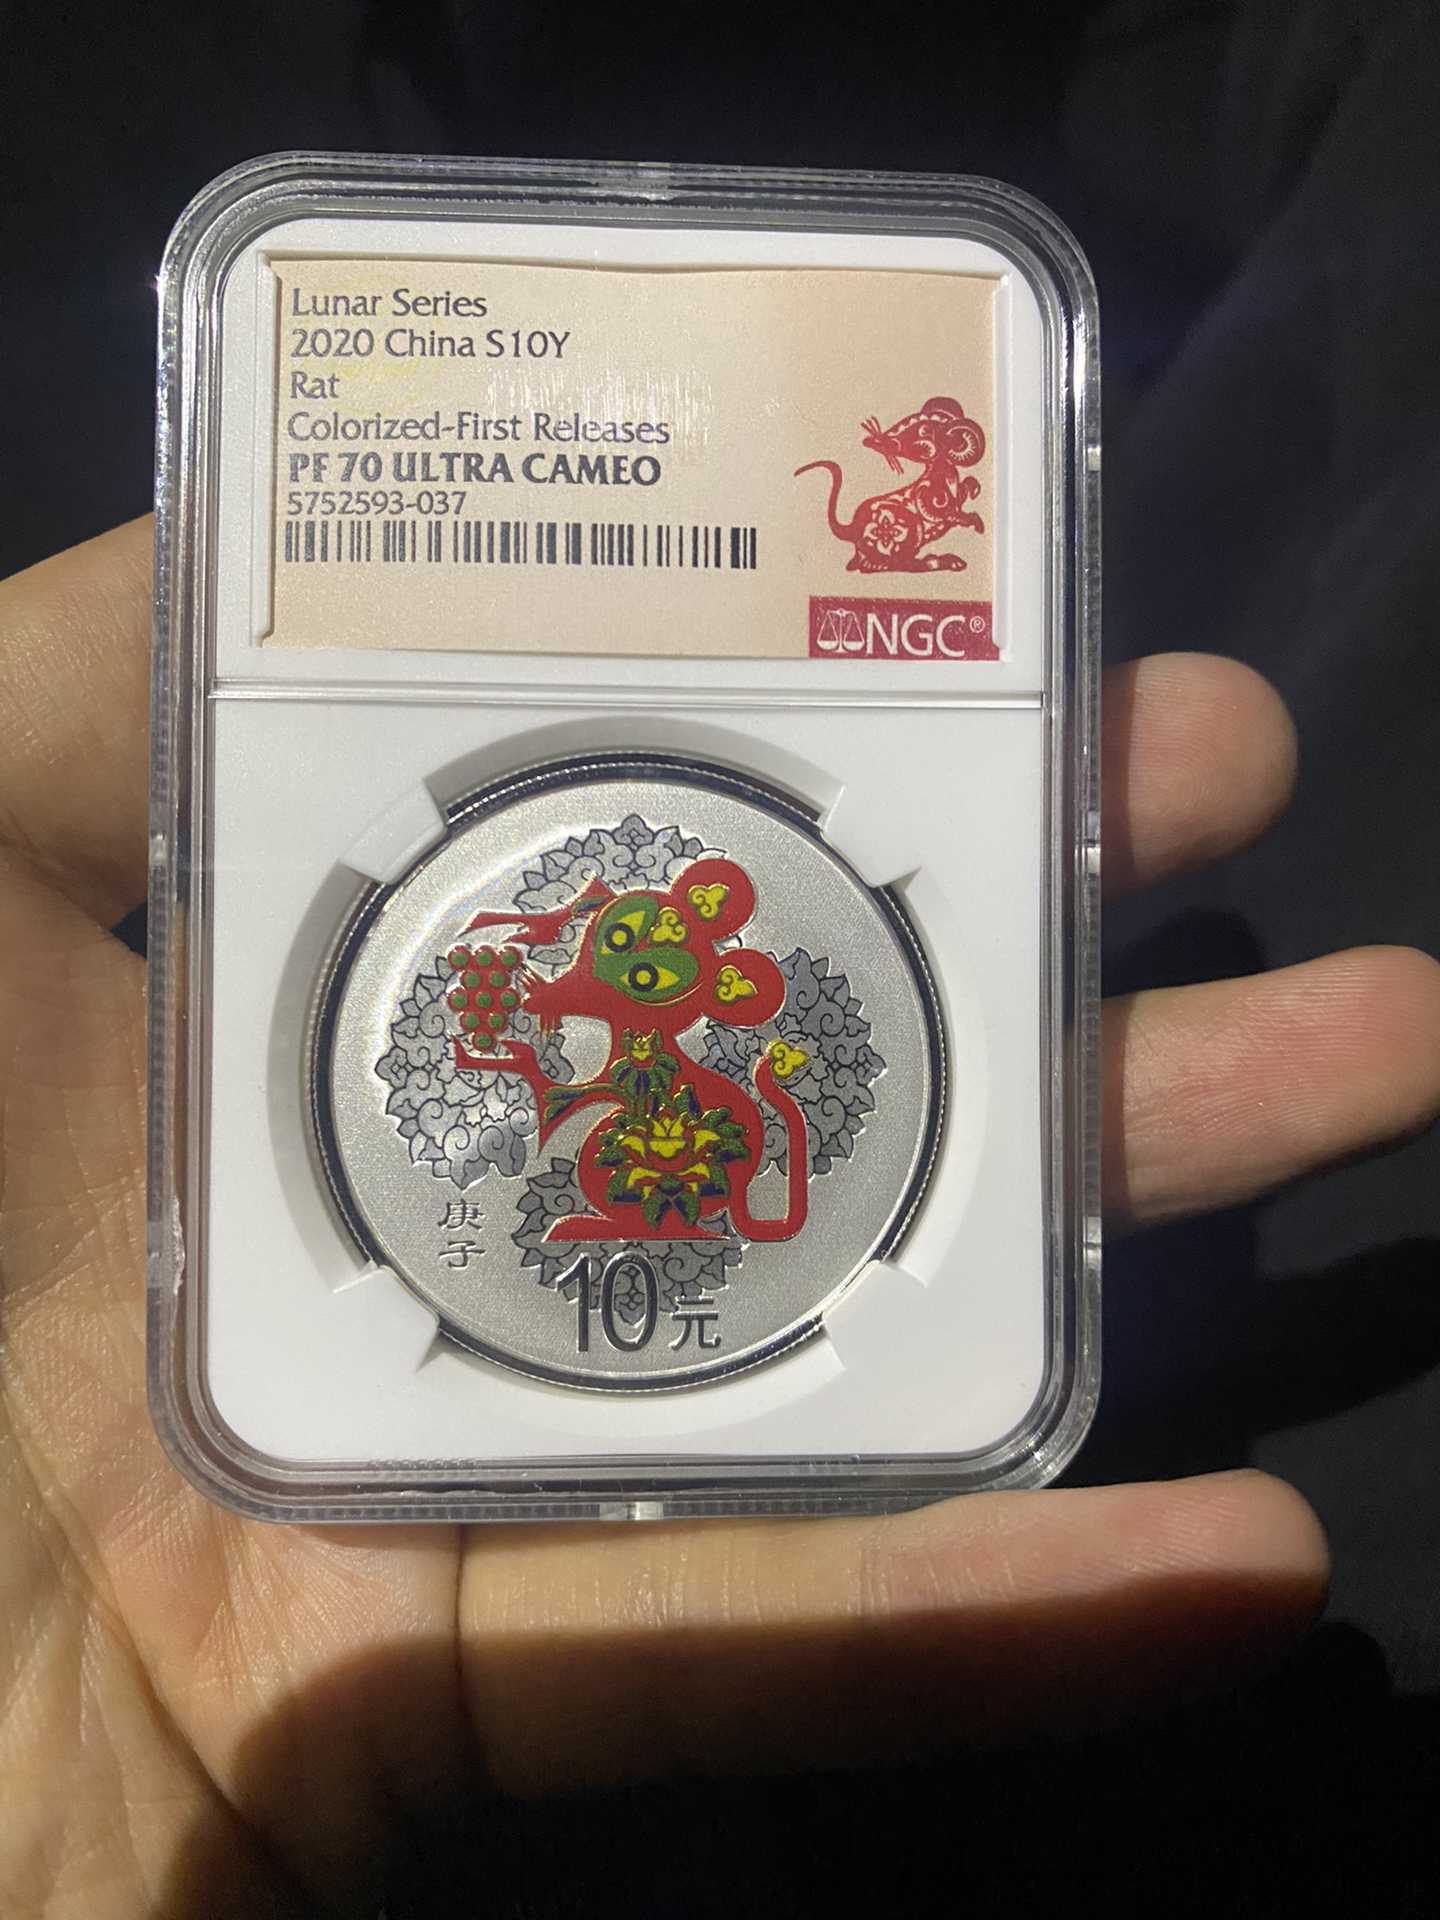 Lunar Series
2020 China S10Y
Rat
Colorized-First Releases
PF 70 ULTRA CAMEO
5752593-037
NGC®
庚子
10元